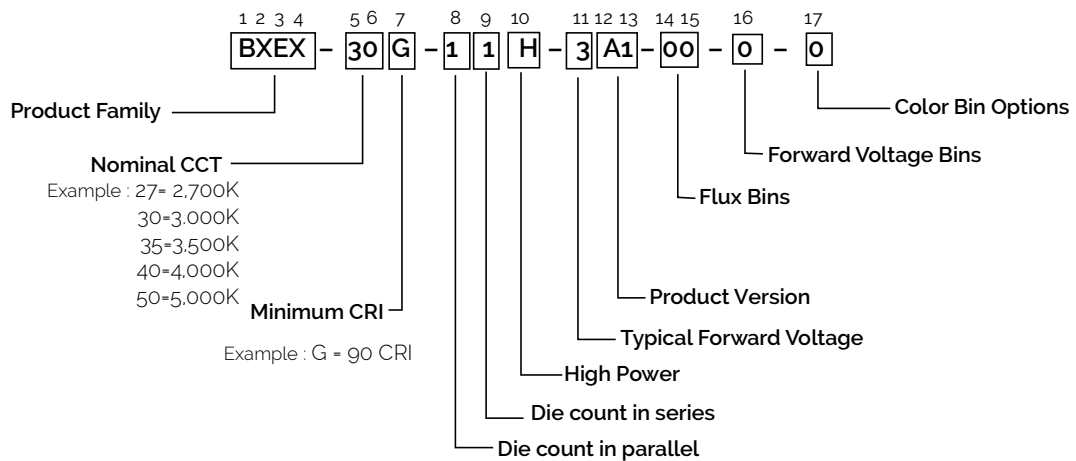 1 2 3 4 5 6 7 8 9 10 11 12 13 14 15 16 17
BXEX - 30 G - 1 1 H - 3 A1 - 00 - 0 - 0
Product Family
Color Bin Options
Nominal CCT
Forward Voltage Bins
Example : 27= 2,700K
Flux Bins
30=3.000K
35=3,500K
40=4,000K
50=5,000K
Product Version
Minimum CRI
Typical Forward Voltage
Example : G = 90 CRI
High Power
Die count in series
Die count in parallel